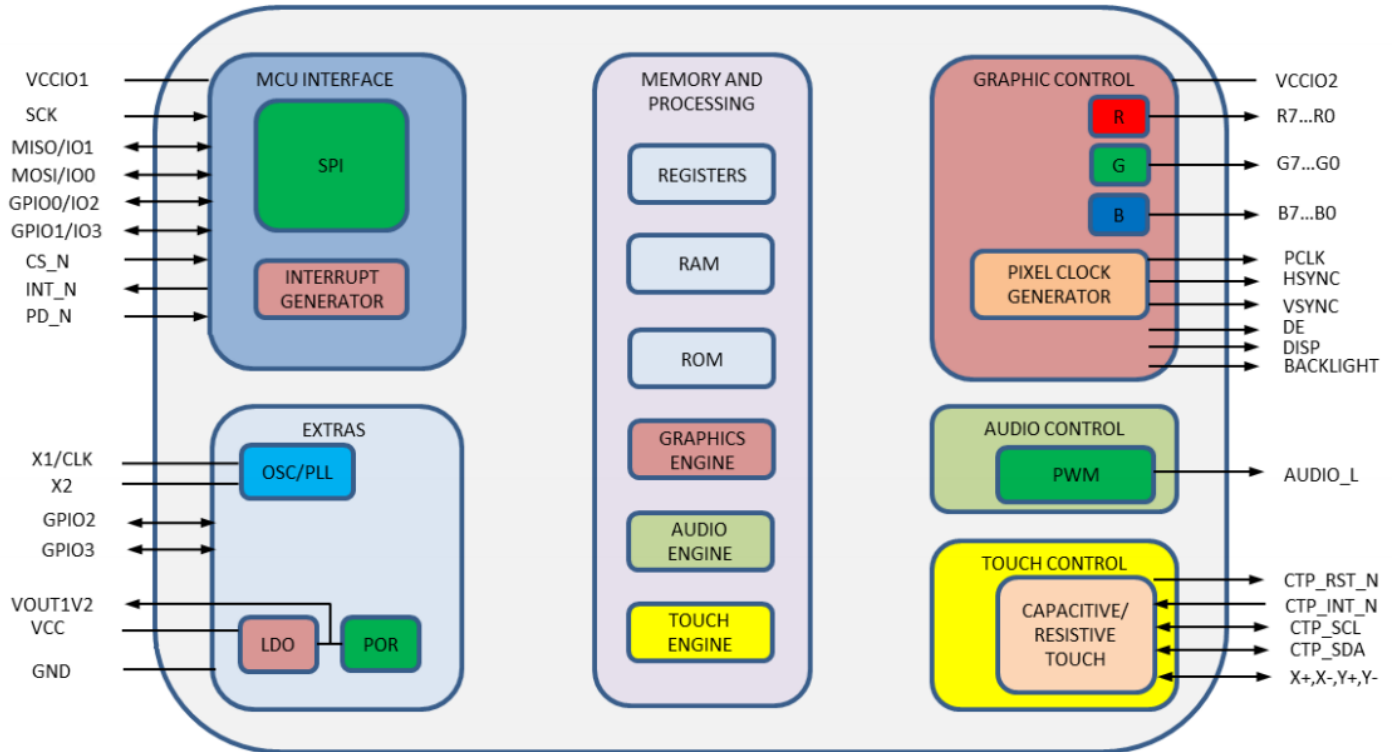 VCCIO1
SCK
MISO/IO1
MOSI/IO0
GPIO0/IO2
GPIO1/IO3
CS_N
INT_N
PD_N
X1/CLK
X2
GPIO2
GPIO3
VOUT1V2
VCC
GND
MCU INTERFACE
SPI
INTERRUPT
GENERATOR
EXTRAS
OSC/PLL
LDO
POR
MEMORY AND
PROCESSING
REGISTERS
RAM
ROM
GRAPHICS
ENGINE
AUDIO
ENGINE
TOUCH
ENGINE
GRAPHIC CONTROL
R
G
B
PIXEL CLOCK
GENERATOR
AUDIO CONTROL
PWM
TOUCH CONTROL
CAPACITIVE/
RESISTIVE
TOUCH
VCCIO2
R7...R0
G7...G0
B7...B0
PCLK
HSYNC
VSYNC
DE
DISP
BACKLIGHT
AUDIO_L
CTP_RST_N
CTP_INT_N
CTP_SCL
CTP_SDA
X+,X-,Y+,Y-